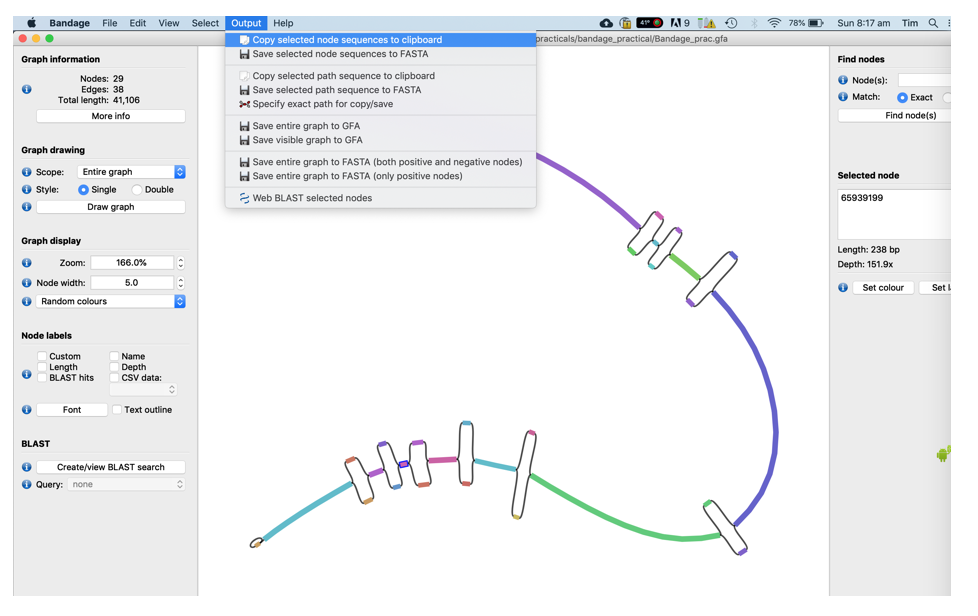 Bandage File Edit View Select Output Help 41° 9 78% Sun 8:17 am Tim
practicals/bandage_practical/Bandage_prac.gfa
Copy selected node sequences to clipboard
Save selected node sequences to FASTA
Copy selected path sequence to clipboard
Save selected path sequence to FASTA
Specify exact path for copy/save
Save entire graph to GFA
Save visible graph to GFA
Save entire graph to FASTA (both positive and negative nodes)
Save entire graph to FASTA (only positive nodes)
Web BLAST selected nodes
Graph information
Nodes: 29
Edges: 38
Total length: 41,106
More info
Graph drawing
Scope: Entire graph
Style: Single Double
Draw graph
Graph display
Zoom: 166.0%
Node width: 5.0
Random colours
Node labels
Custom Name
Length Depth
BLAST hits CSV data:
Font Text outline
BLAST
Create/view BLAST search
Query: none
Find nodes
Node(s):
Match: Exact
Find node(s)
Selected node
65939199
Length: 238 bp
Depth: 151.9x
Set colour Set l